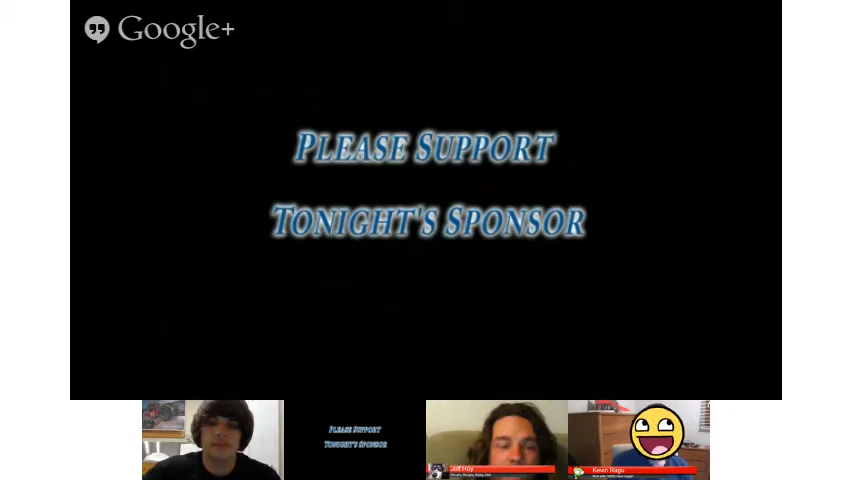 Google+
PLEASE SUPPORT
TONIGHT'S SPONSOR
PLEASE SUPPORT
TONIGHT'S SPONSOR
Jeff Hoy
Kevin Ragu